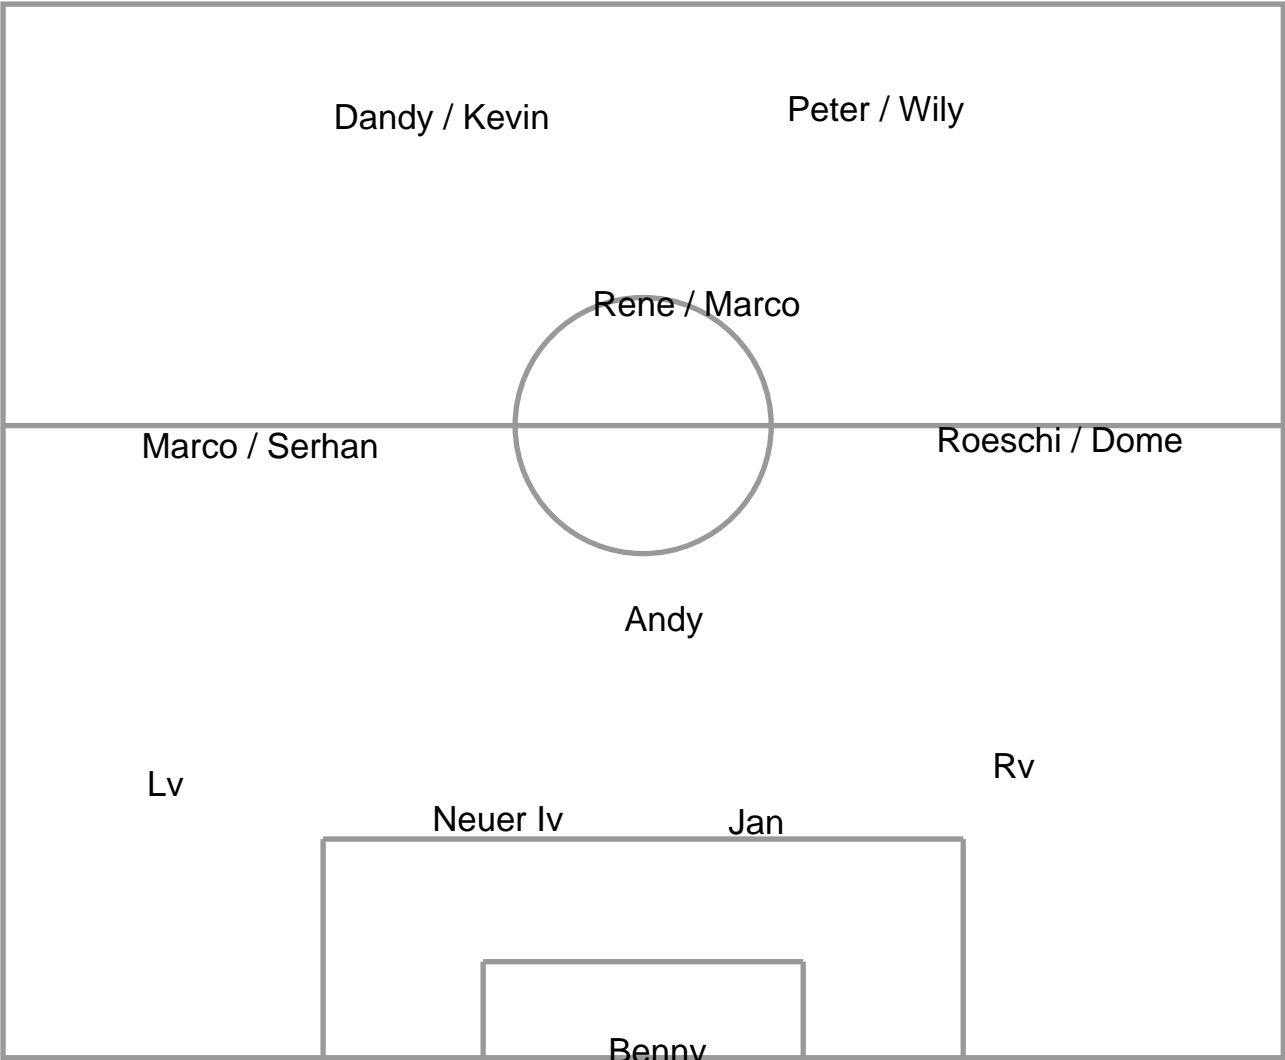 Dandy / Kevin
Peter / Wily
Rene / Marco
Marco / Serhan
Roeschi / Dome
Andy
Lv
Rv
Neuer Iv
Jan
Benny